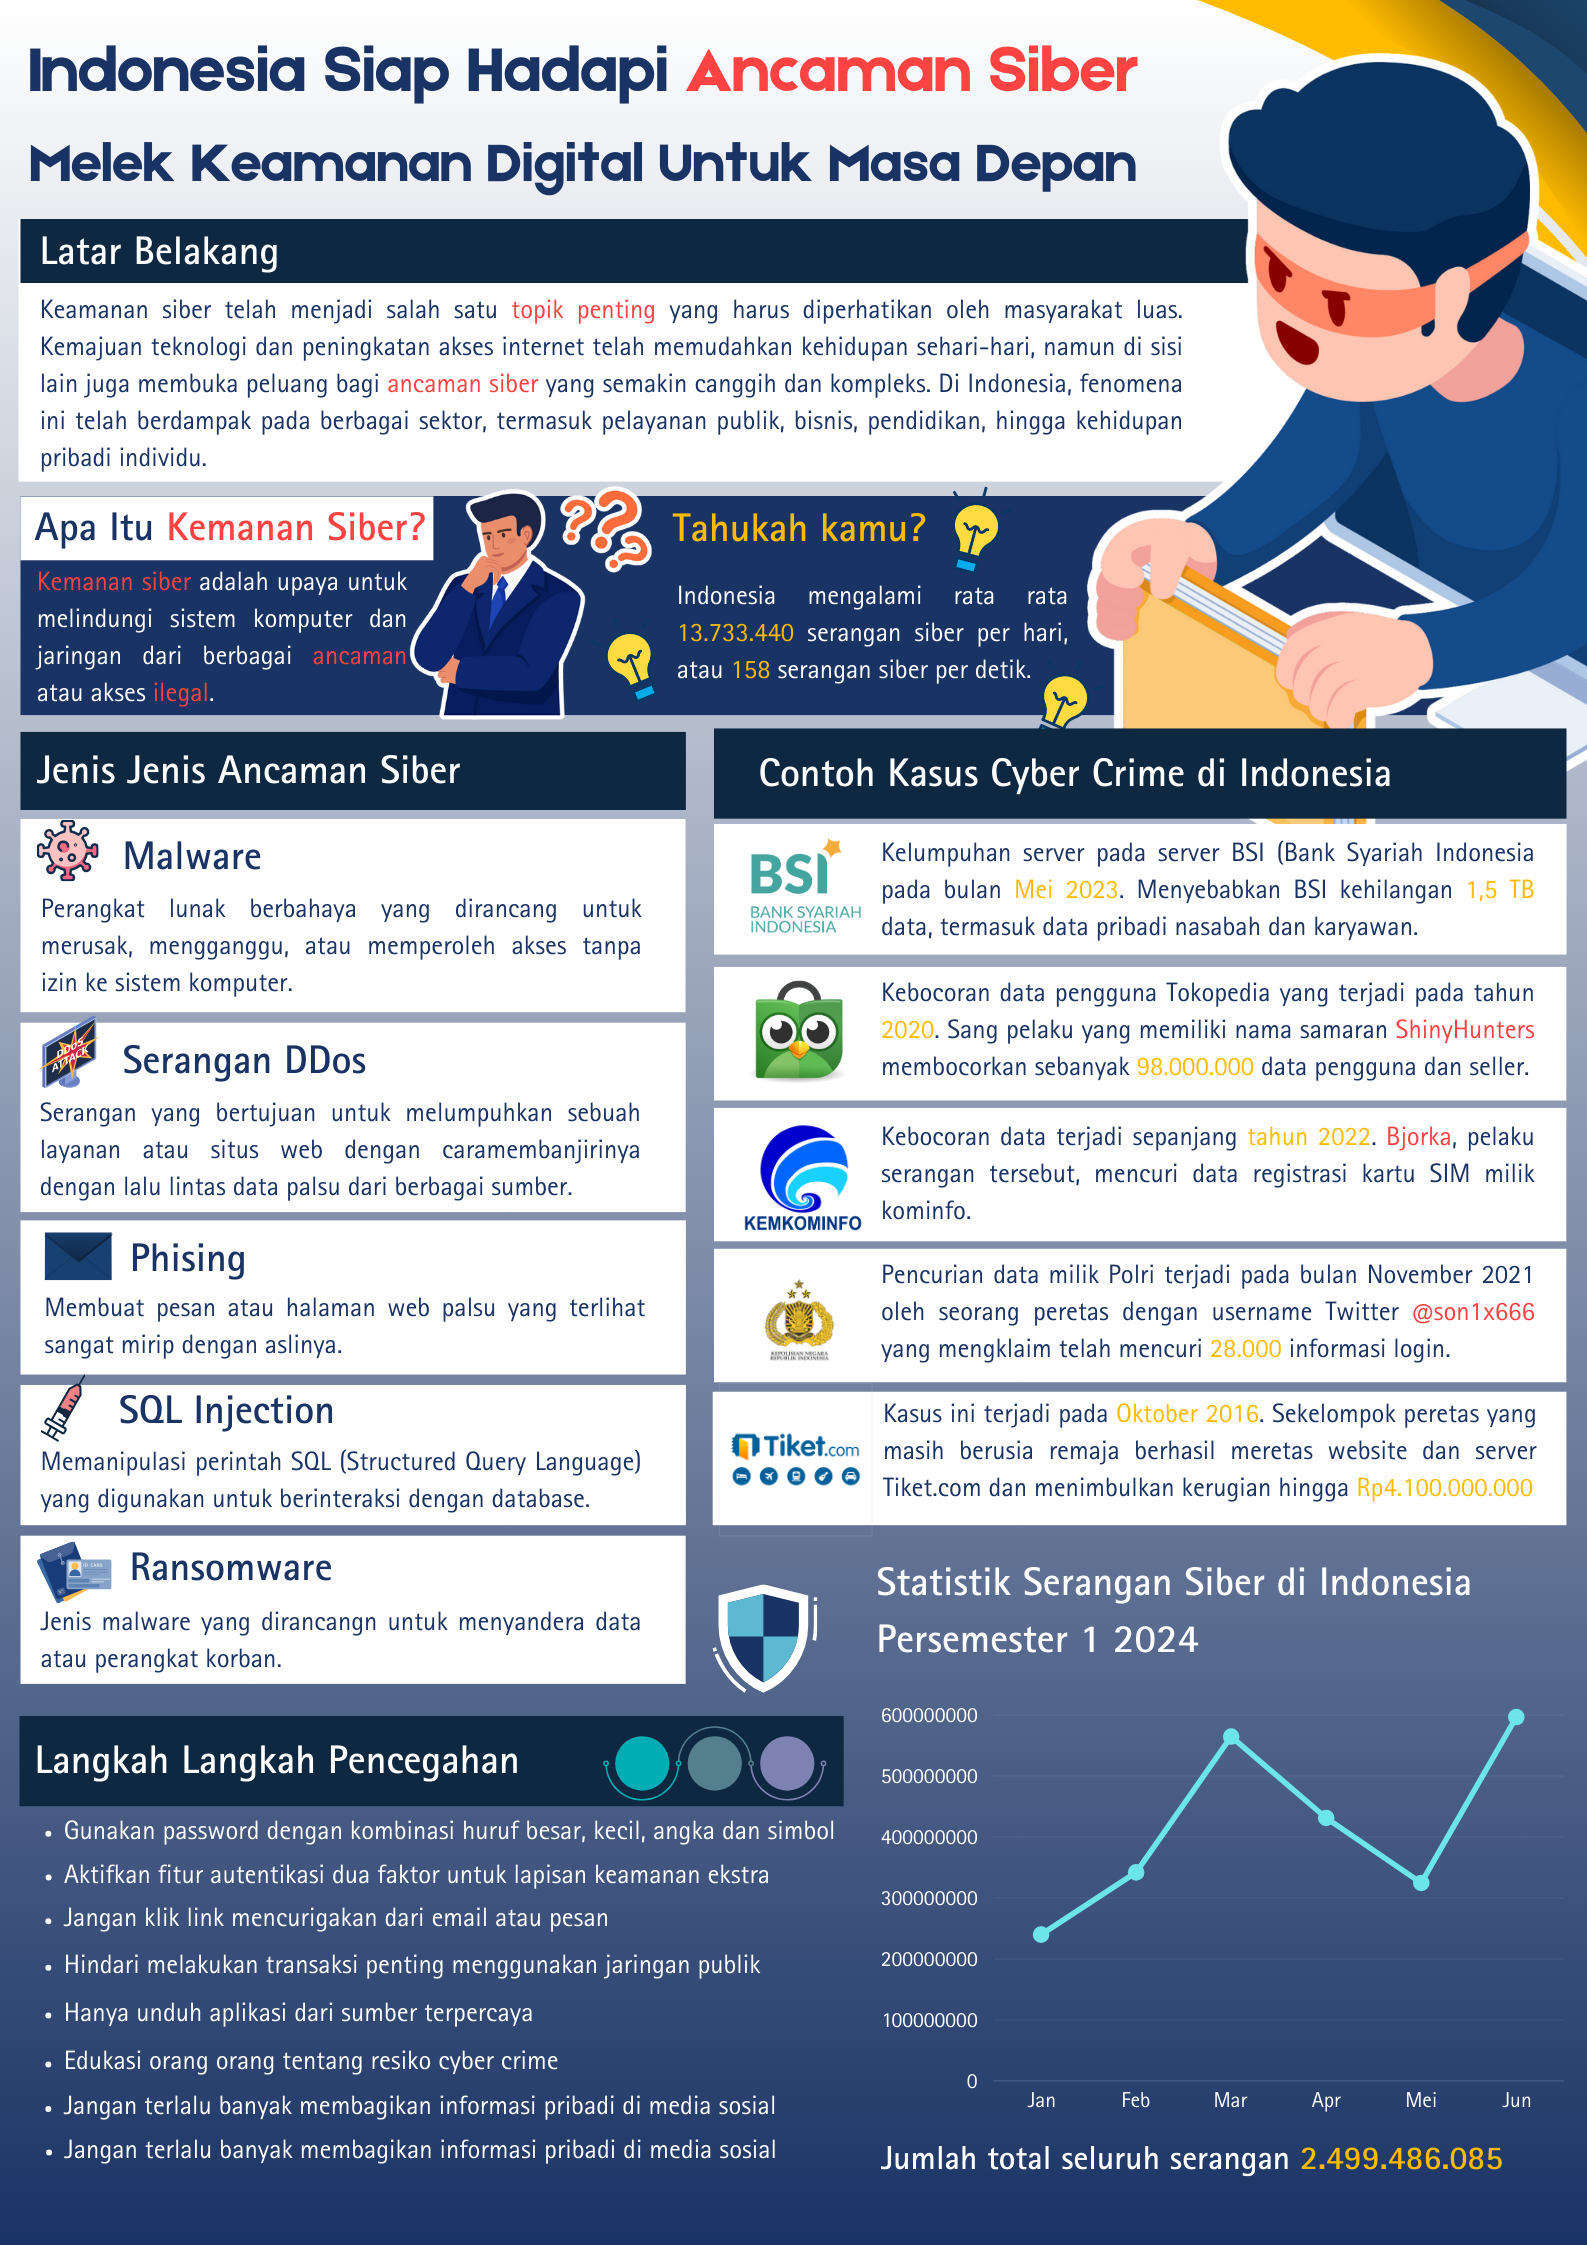 Indonesia Siap Hadapi Ancaman Siber
Melek Keamanan Digital Untuk Masa Depan
Latar Belakang
Keamanan siber telah menjadi salah satu topik penting yang harus diperhatikan oleh masyarakat luas.
Kemajuan teknologi dan peningkatan akses internet telah memudahkan kehidupan sehari-hari, namun di sisi
lain juga membuka peluang bagi ancaman siber yang semakin canggih dan kompleks. Di Indonesia, fenomena
ini telah berdampak pada berbagai sektor, termasuk pelayanan publik, bisnis, pendidikan, hingga kehidupan
pribadi individu.
Apa Itu Kemanan Siber?
Kemanan siber adalah upaya untuk
melindungi sistem komputer dan
jaringan dari berbagai ancaman
atau akses ilegal.
???
Tahukah kamu?
Indonesia mengalami rata rata
13.733.440 serangan siber per hari,
atau 158 serangan siber per detik.
Jenis Jenis Ancaman Siber
Malware
Perangkat lunak berbahaya yang dirancang untuk
merusak, mengganggu, atau memperoleh akses tanpa
izin ke sistem komputer.
DDOS
ATTACK
Serangan DDos
Serangan yang bertujuan untuk melumpuhkan sebuah
layanan atau situs web dengan caramembanjirinya
dengan lalu lintas data palsu dari berbagai sumber.
Phising
Membuat pesan atau halaman web palsu yang terlihat
sangat mirip dengan aslinya.
SQL Injection
Memanipulasi perintah SQL (Structured Query Language)
yang digunakan untuk berinteraksi dengan database.
ID CARD
Ransomware
Jenis malware yang dirancangn untuk menyandera data
atau perangkat korban.
Contoh Kasus Cyber Crime di Indonesia
BSI
BANK SYARIAH
INDONESIA
Kelumpuhan server pada server BSI (Bank Syariah Indonesia
pada bulan Mei 2023. Menyebabkan BSI kehilangan 1,5 TB
data, termasuk data pribadi nasabah dan karyawan.
Kebocoran data pengguna Tokopedia yang terjadi pada tahun
2020. Sang pelaku yang memiliki nama samaran ShinyHunters
membocorkan sebanyak 98.000.000 data pengguna dan seller.
KEMKOMINFO
Kebocoran data terjadi sepanjang tahun 2022. Bjorka, pelaku
serangan tersebut, mencuri data registrasi kartu SIM milik
kominfo.
KEPOLISIAN NEGARA
REPUBLIK INDONESIA
Pencurian data milik Polri terjadi pada bulan November 2021
oleh seorang peretas dengan username Twitter @son1x666
yang mengklaim telah mencuri 28.000 informasi login.
Tiket.com
Kasus ini terjadi pada Oktober 2016. Sekelompok peretas yang
masih berusia remaja berhasil meretas website dan server
Tiket.com dan menimbulkan kerugian hingga Rp4.100.000.000
Langkah Langkah Pencegahan
• Gunakan password dengan kombinasi huruf besar, kecil, angka dan simbol
• Aktifkan fitur autentikasi dua faktor untuk lapisan keamanan ekstra
• Jangan klik link mencurigakan dari email atau pesan
• Hindari melakukan transaksi penting menggunakan jaringan publik
• Hanya unduh aplikasi dari sumber terpercaya
• Edukasi orang orang tentang resiko cyber crime
• Jangan terlalu banyak membagikan informasi pribadi di media sosial
• Jangan terlalu banyak membagikan informasi pribadi di media sosial
Statistik Serangan Siber di Indonesia
Persemester 1 2024
600000000
500000000
400000000
300000000
200000000
100000000
0
Jan Feb Mar Apr Mei Jun
Jumlah total seluruh serangan 2.499.486.085